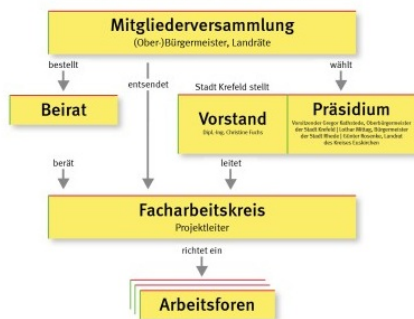 Mitgliederversammlung
(Ober-)Bürgermeister, Landräte
bestellt
entsendet
wählt
Stadt Krefeld stellt
Beirat
Vorstand
Dipl.-Ing. Christine Fuchs
Präsidium
Vorsitzender Gregor Kathstede, Oberbürgermeister
der Stadt Krefeld | Lothar Mittag, Bürgermeister
der Stadt Rhede | Günter Rosenke, Landrat
des Kreises Euskirchen
berät
leitet
Facharbeitskreis
Projektleiter
richtet ein
Arbeitsforen